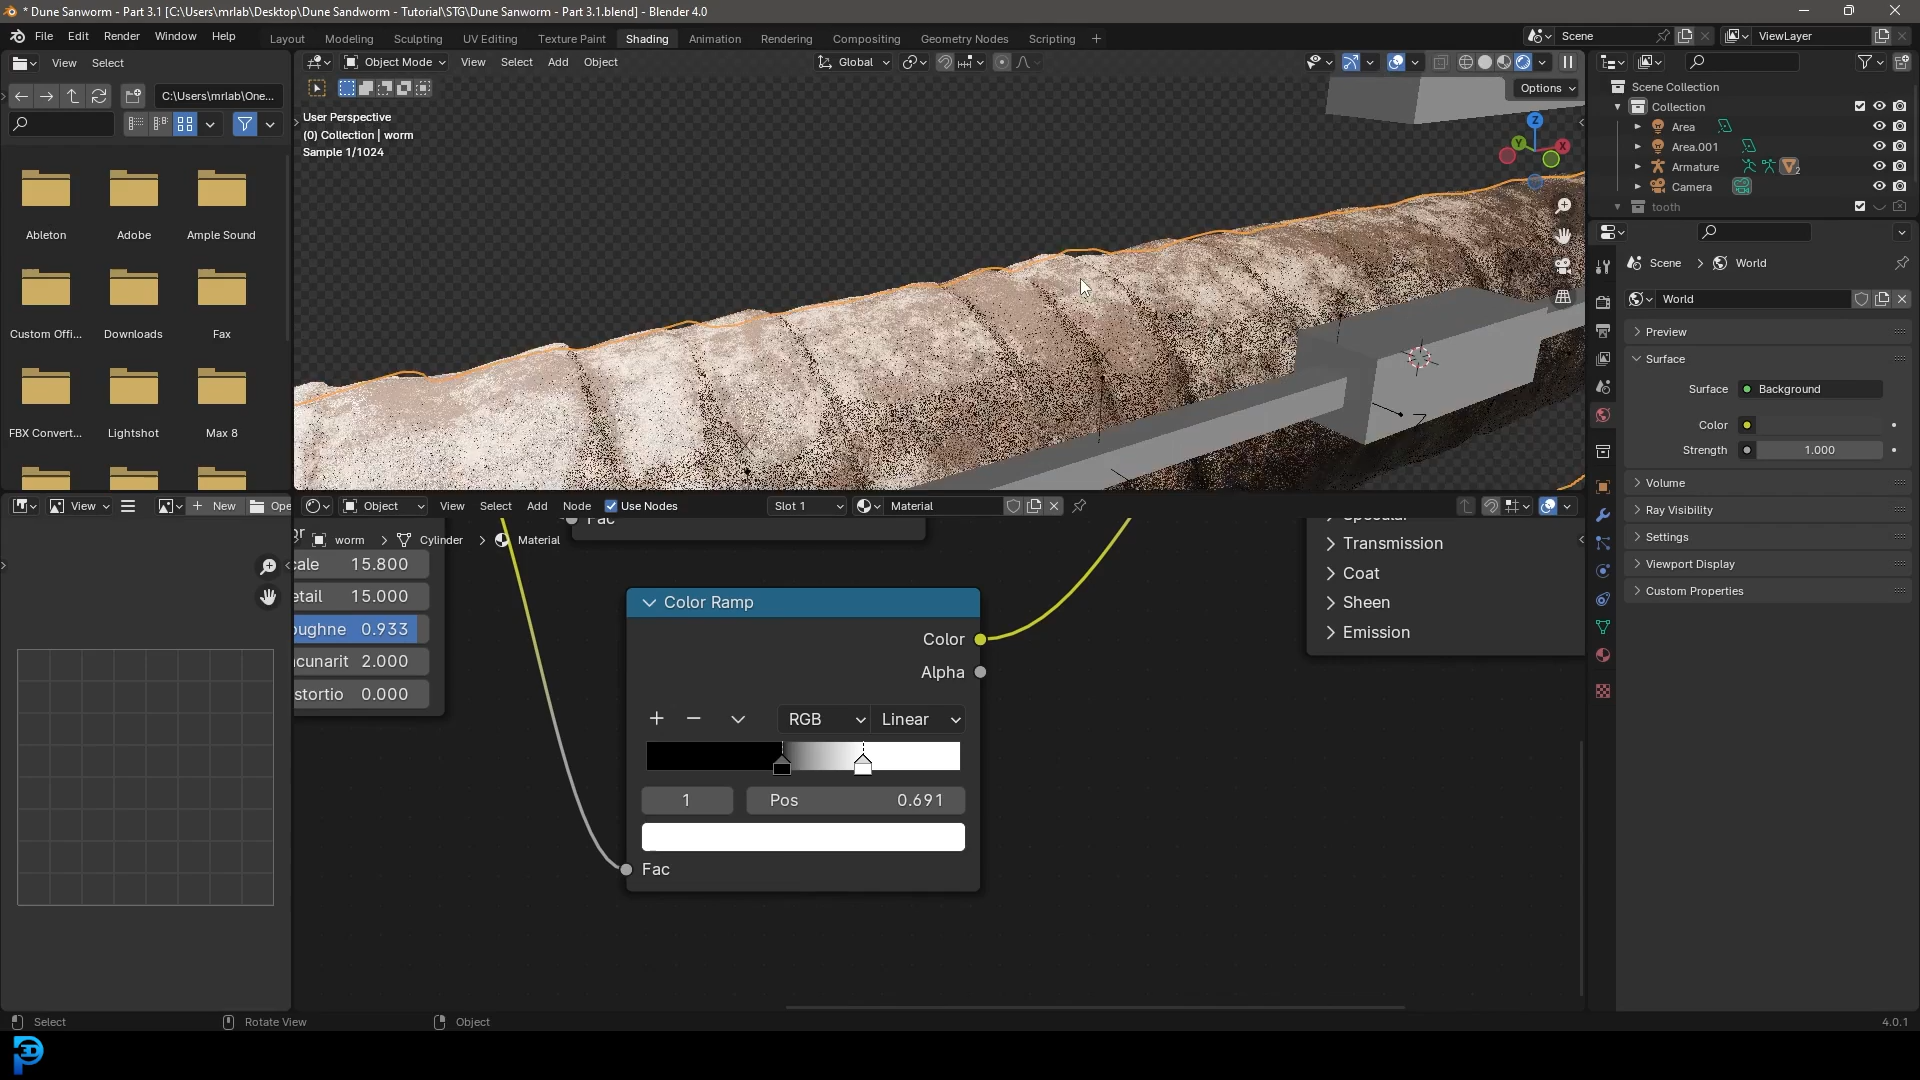 * Dune Sanworm - Part 3.1 [C:\Users\mrlab\Desktop\Dune Sandworm - Tutorial\STG\Dune Sanworm - Part 3.1.blend] - Blender 4.0
File Edit Render Window Help
Layout Modeling Sculpting UV Editing Texture Paint Shading Animation Rendering Compositing Geometry Nodes Scripting
Scene
ViewLayer
View Select
C:\Users\mrlab\One...
Ableton Adobe Ample Sound
Custom Offi... Downloads Fax
FBX Convert... Lightshot Max 8
Object Mode View Select Add Object
Global
Options
User Perspective
(0) Collection | worm
Sample 1/1024
Z
Y
X
Scene Collection
Collection
Area
Area.001
Armature
2
Camera
tooth
Scene > World
World
Preview
Surface
Surface Background
Color
Strength 1.000
Volume
Ray Visibility
Settings
Viewport Display
Custom Properties
View
New
Ope
Object View Select Add Node Use Nodes Slot 1 Material
worm > Cylinder > Material
Fac
cale 15.800
etail 15.000
oughne 0.933
acunarit 2.000
stortio 0.000
Color Ramp
Color
Alpha
RGB Linear
1 Pos 0.691
Fac
Specular
Transmission
Coat
Sheen
Emission
Select Rotate View Object
4.0.1